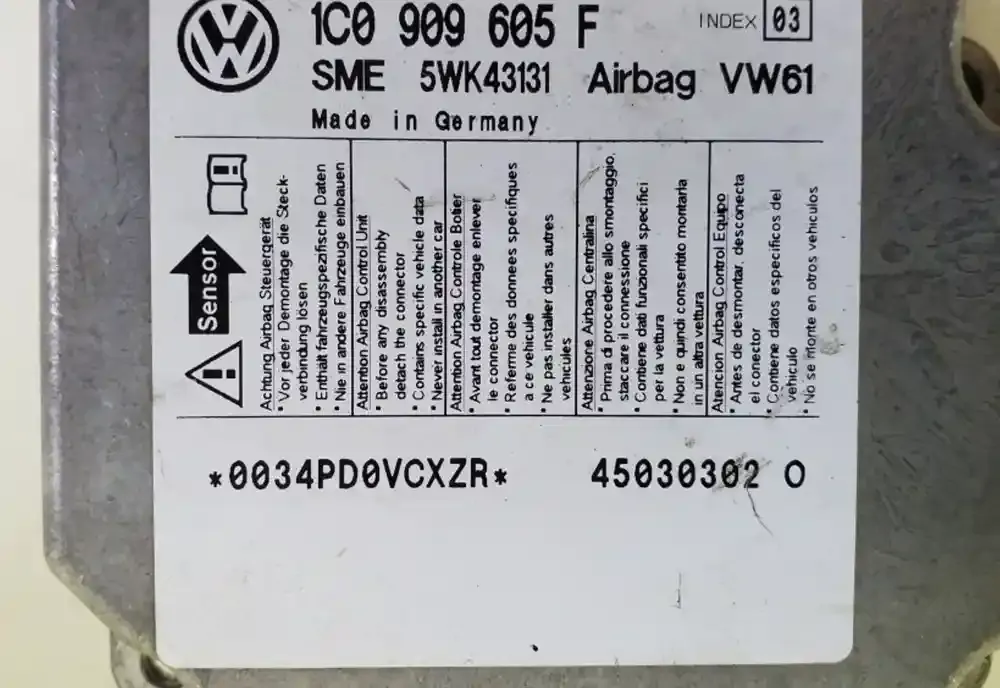 1C0 909 605 F INDEX 03
SME 5WK43131 Airbag VW61
Made in Germany
Sensor
Achtung Airbag Steuergerät
* Vor jeder Demontage die Steck-
verbindung lösen
* Enthält fahrzeugspezifische Daten
* Nie in andere Fahrzeuge einbauen
Attention Airbag Control Unit
* Before any disassembly
detach the connector
* Contains specific vehicle data
* Never install in another car
Attention Airbag Controle Boitier
* Avant tout demontage enlever
le connector
* Referme des donnees specifiques
a ce vehicule
* Ne pas installer dans autres
vehicules
Attenzione Airbag Centralina
* Prima di procedere allo smontaggio,
staccare il connessione
* Contiene dati funzionali specifici
per la vettura
* Non e quindi consentito montarla
in un altra vettura
Atencion Airbag Control Equipo
* Antes de desmontar, desconecta
el conector
* Contiene datos especificos del
vehiculo
* No se monte en otros vehiculos
*0034PD0VCXZR* 45030302 O